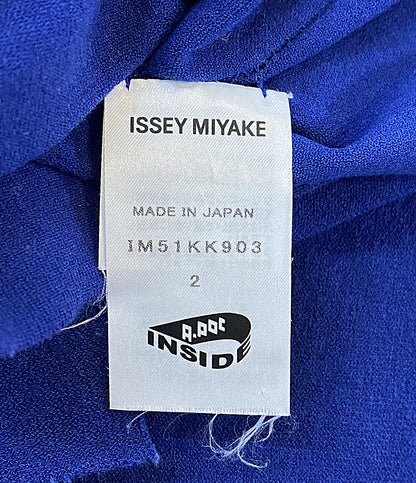 ISSEY MIYAKE
MADE IN JAPAN
IM51KK903
2
A-POC
INSIDE